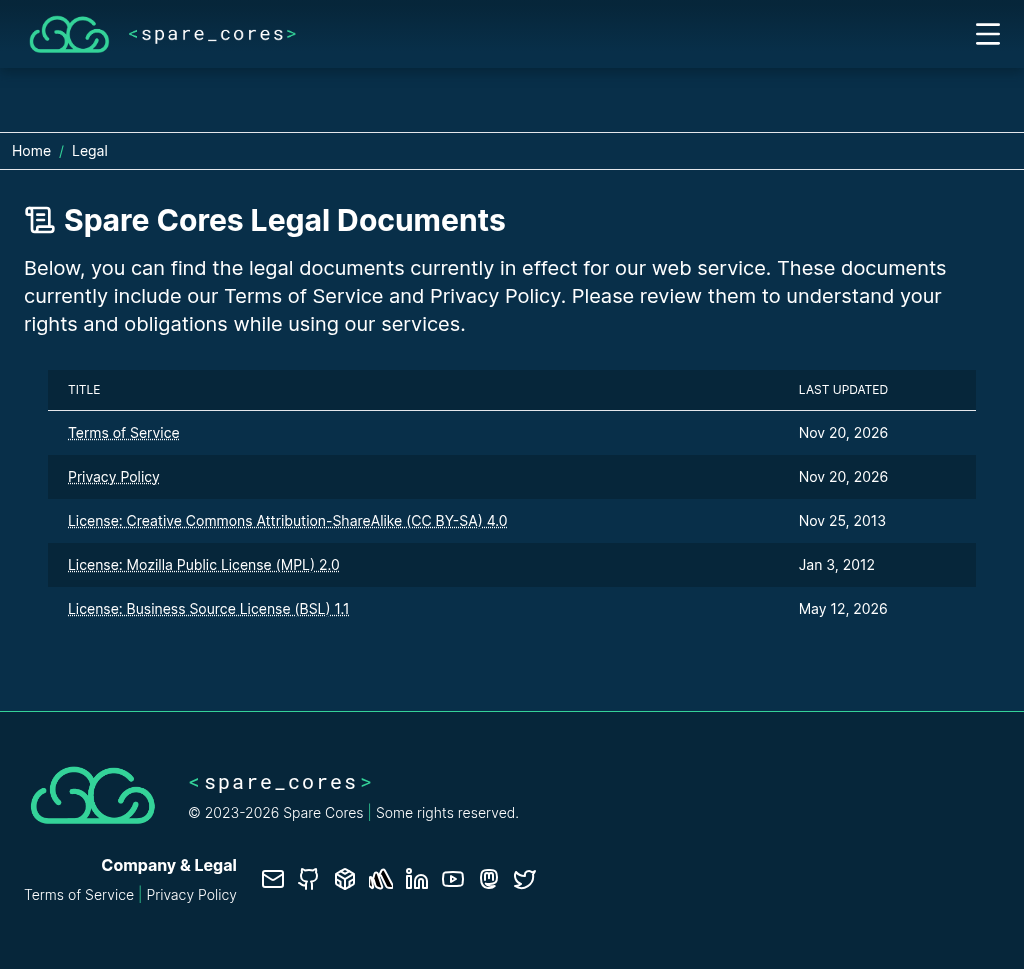 <spare_cores>
Home / Legal
Spare Cores Legal Documents
Below, you can find the legal documents currently in effect for our web service. These documents
currently include our Terms of Service and Privacy Policy. Please review them to understand your
rights and obligations while using our services.
TITLE LAST UPDATED
Terms of Service Nov 20, 2026
Privacy Policy Nov 20, 2026
License: Creative Commons Attribution-ShareAlike (CC BY-SA) 4.0 Nov 25, 2013
License: Mozilla Public License (MPL) 2.0 Jan 3, 2012
License: Business Source License (BSL) 1.1 May 12, 2026
<spare_cores>
© 2023-2026 Spare Cores | Some rights reserved.
Company & Legal
Terms of Service | Privacy Policy